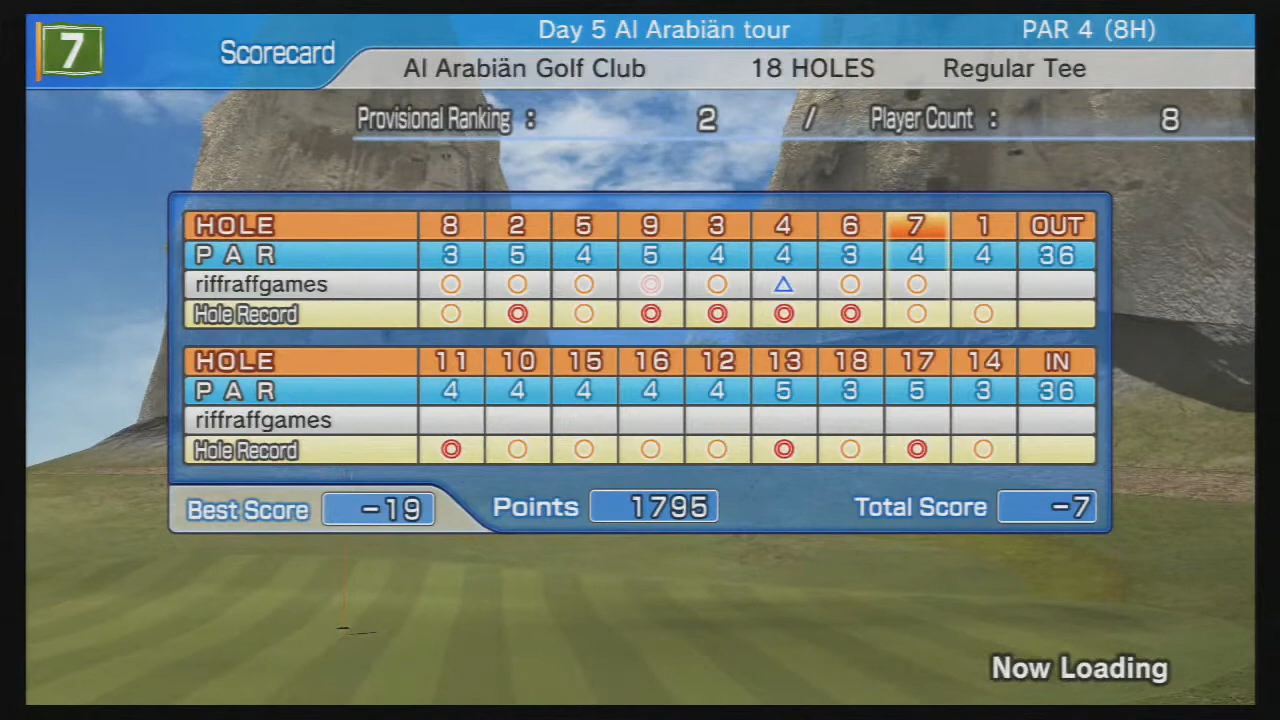 7
Scorecard
Day 5 Al Arabiän tour PAR 4 (8H)
Al Arabiän Golf Club 18 HOLES Regular Tee
Provisional Ranking : 2 / Player Count : 8
HOLE 8 2 5 9 3 4 6 7 1 OUT
PAR 3 5 4 5 4 4 3 4 4 36
riffraffgames ○ ○ ○ ◎ ○ △ ○ ○
Hole Record ○ ◎ ○ ◎ ◎ ◎ ◎ ○ ○
HOLE 11 10 15 16 12 13 18 17 14 IN
PAR 4 4 4 4 4 5 3 5 3 36
riffraffgames
Hole Record ◎ ○ ○ ○ ○ ◎ ○ ◎ ○
Best Score -19 Points 1795 Total Score -7
Now Loading